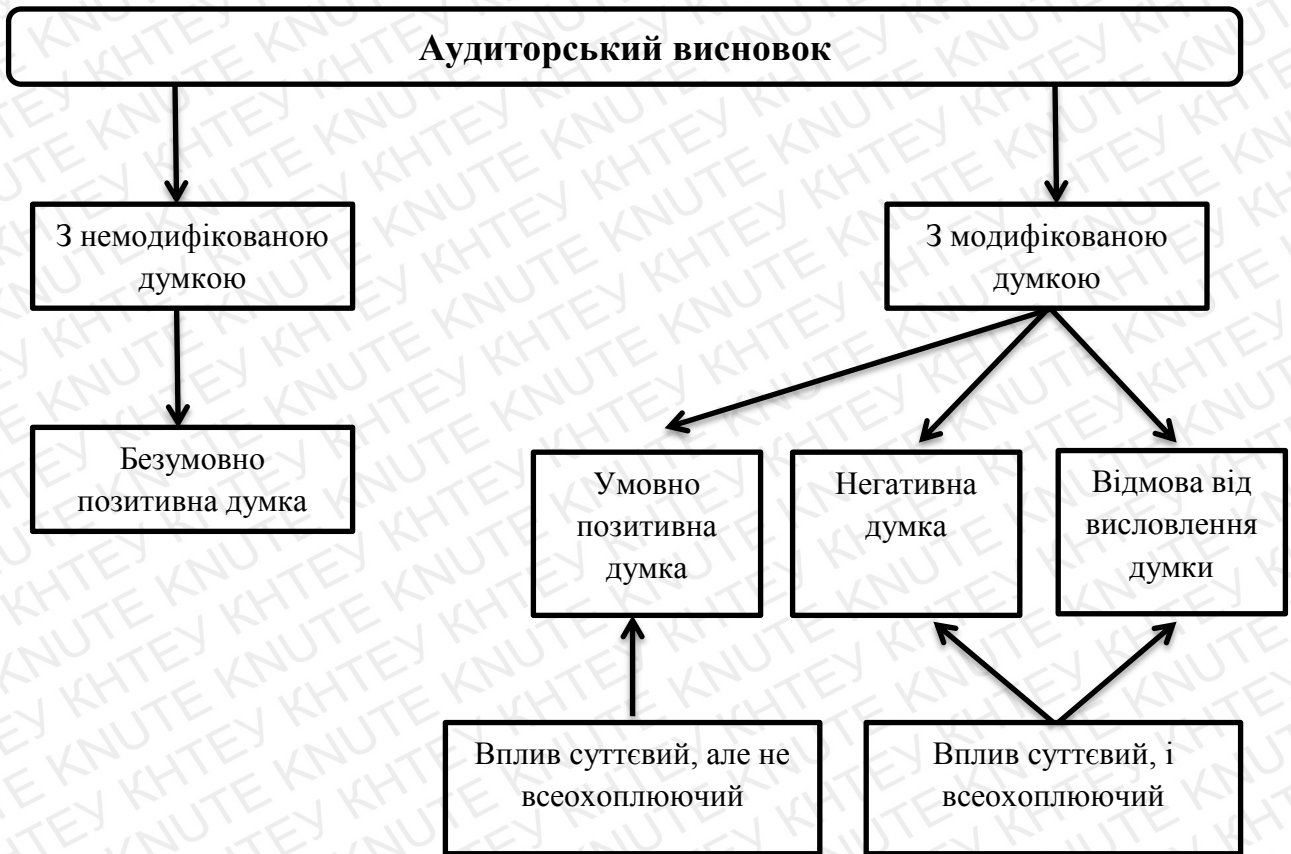 Аудиторський висновок
З немодифікованою
думкою
З модифікованою
думкою
Безумовно
позитивна думка
Умовно
позитивна
думка
Негативна
думка
Відмова від
висловлення
думки
Вплив суттєвий, але не
всеохоплюючий
Вплив суттєвий, і
всеохоплюючий